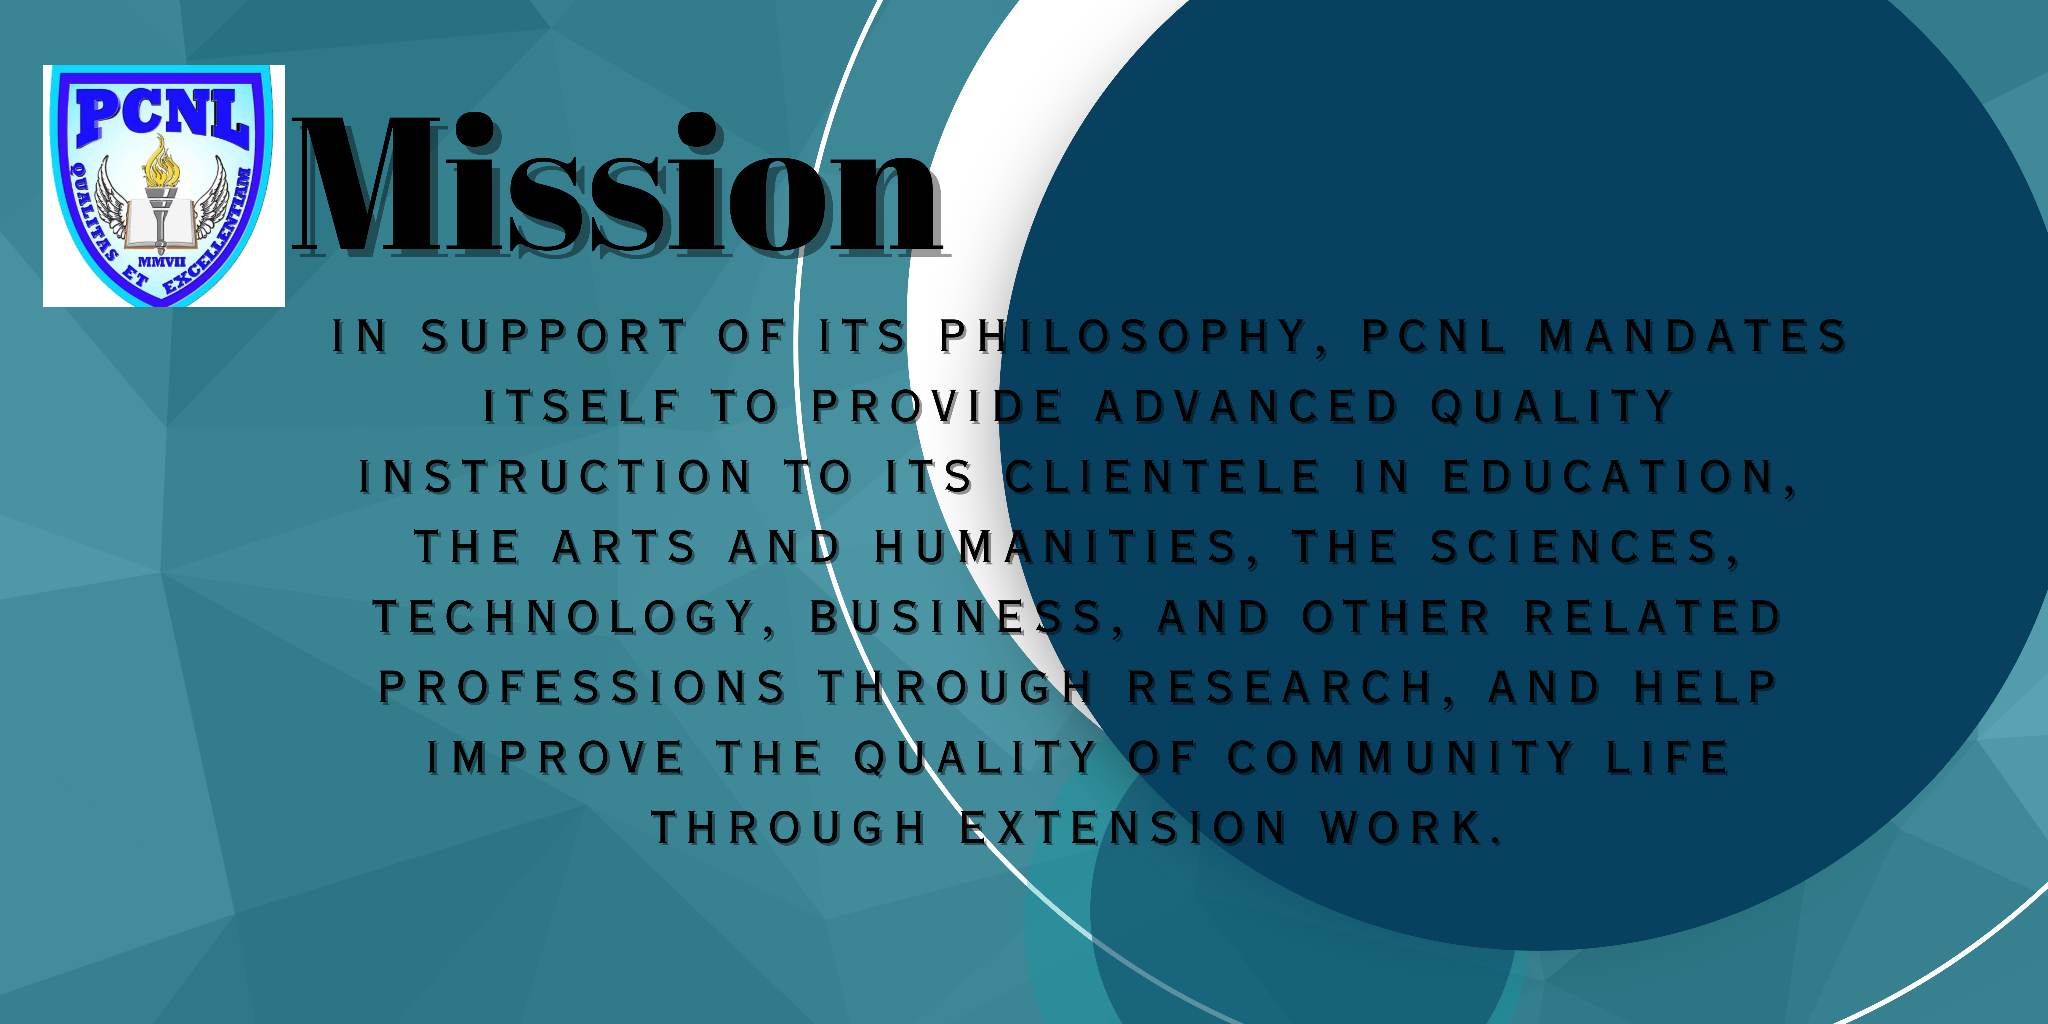 PCNL
QUALITAS ET EXCELLENTIAM
MMVII
Mission
IN SUPPORT OF ITS PHILOSOPHY, PCNL MANDATES
ITSELF TO PROVIDE ADVANCED QUALITY
INSTRUCTION TO ITS CLIENTELE IN EDUCATION,
THE ARTS AND HUMANITIES, THE SCIENCES,
TECHNOLOGY, BUSINESS, AND OTHER RELATED
PROFESSIONS THROUGH RESEARCH, AND HELP
IMPROVE THE QUALITY OF COMMUNITY LIFE
THROUGH EXTENSION WORK.